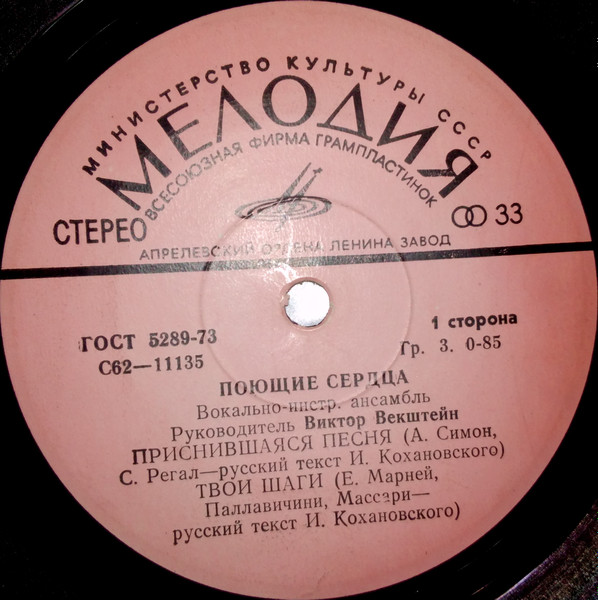 МИНИСТЕРСТВО КУЛЬТУРЫ СССР
МЕЛОДИЯ
ВСЕСОЮЗНАЯ ФИРМА ГРАМПЛАСТИНОК
СТЕРЕО
33
АПРЕЛЕВСКИЙ ОРДЕНА ЛЕНИНА ЗАВОД
ГОСТ 5289-73
1 сторона
С62—11135
Гр. 3. 0-85
ПОЮЩИЕ СЕРДЦА
Вокально-инстр. ансамбль
Руководитель Виктор Векштейн
ПРИСНИВШАЯСЯ ПЕСНЯ (А. Симон,
С. Регал—русский текст И. Кохановского)
ТВОИ ШАГИ (Е. Марней,
Паллавичини, Массари—
русский текст И. Кохановского)